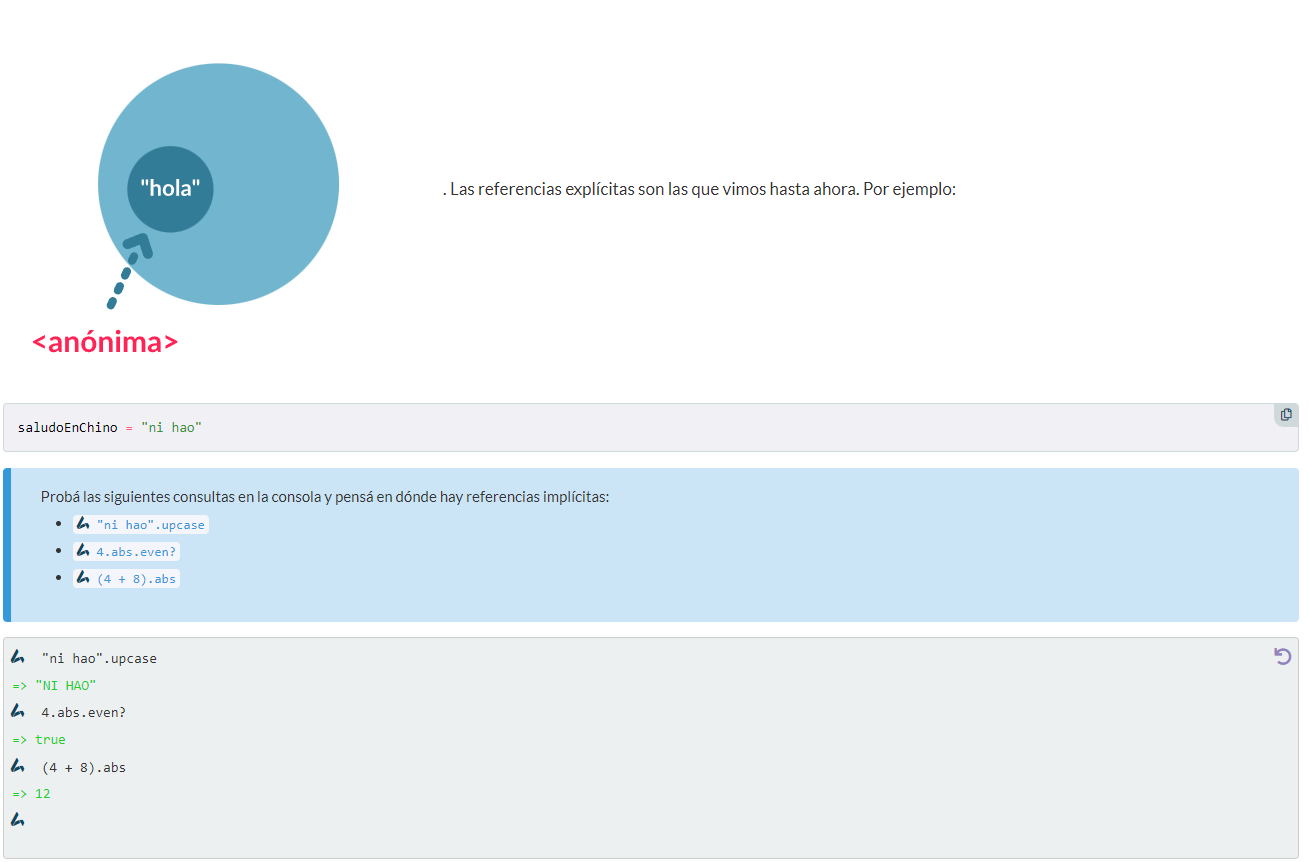 "hola"
. Las referencias explícitas son las que vimos hasta ahora. Por ejemplo:
<anónima>
saludoEnChino = "ni hao"
Probá las siguientes consultas en la consola y pensá en dónde hay referencias implícitas:
"ni hao".upcase
4.abs.even?
(4 + 8).abs
"ni hao".upcase
=> "NI HAO"
4.abs.even?
=> true
(4 + 8).abs
=> 12